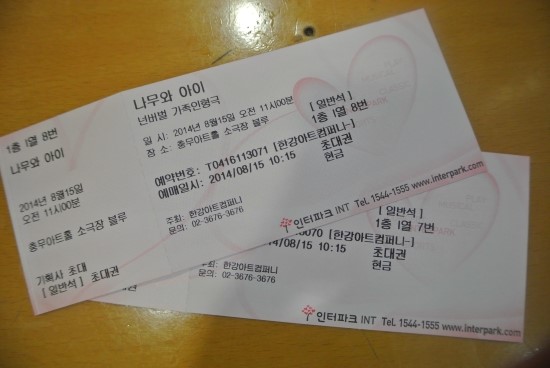 1층 I열 8번
나무와 아이
2014년 8월15일
오전 11시00분
충무아트홀 소극장 블루
기획사 초대
[ 일반석 ] 초대권
나무와 아이
넌버벌 가족인형극
일 시: 2014년 8월15일 오전 11시00분
장 소: 충무아트홀 소극장 블루
[ 일반석 ]
1층 I열 8번
예약번호: T0416113071 [한강아트컴퍼니-]
예매일시: 2014/08/15 10:15
초대권
현금
주최: 한강아트컴퍼니
문의: 02-3676-3676
인터파크 INT TeL 1544-1555 www.interpark.com
[ 일반석 ]
1층 I열 7번
[한강아트컴퍼니-]
2014/08/15 10:15
초대권
현금
주최: 한강아트컴퍼니
문의: 02-3676-3676
인터파크 INT TeL 1544-1555 www.interpark.com